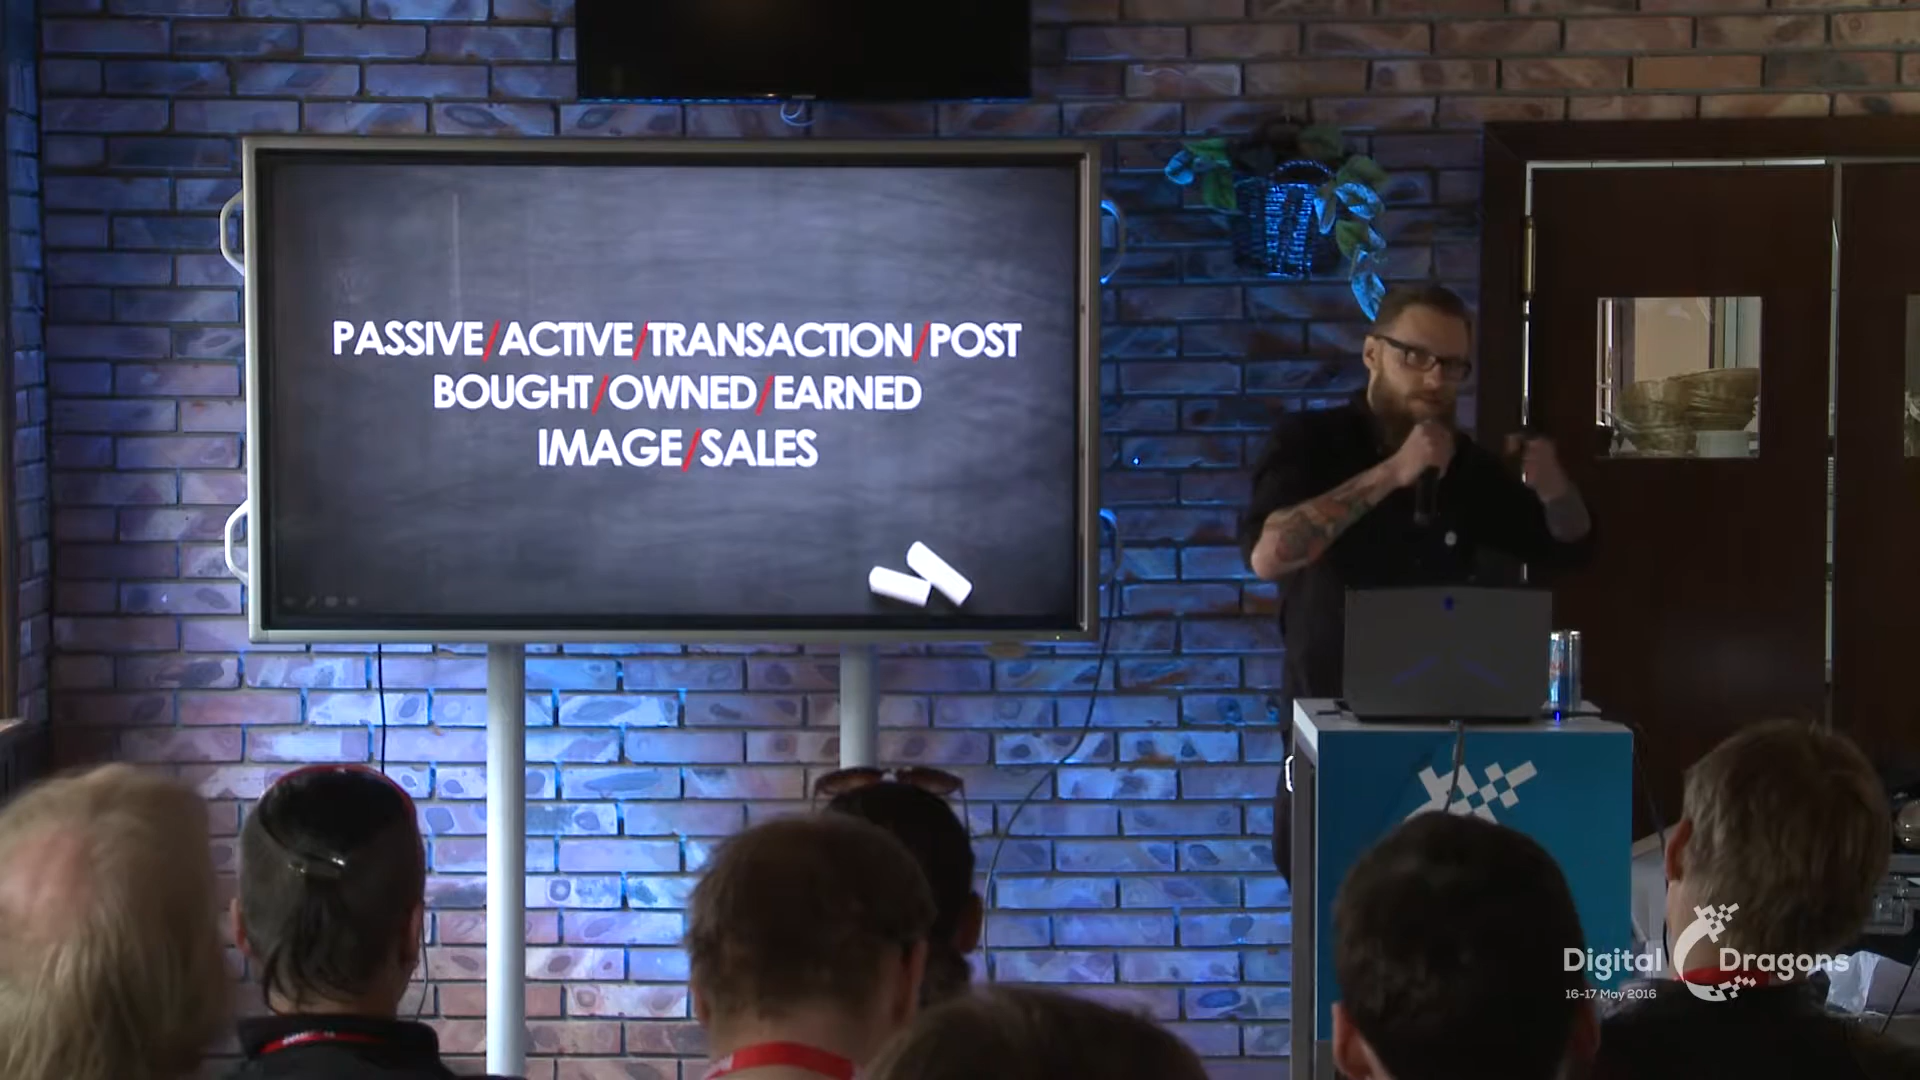 PASSIVE/ACTIVE/TRANSACTION/POST
BOUGHT/OWNED/EARNED
IMAGE/SALES
Digital Dragons
16-17 May 2016